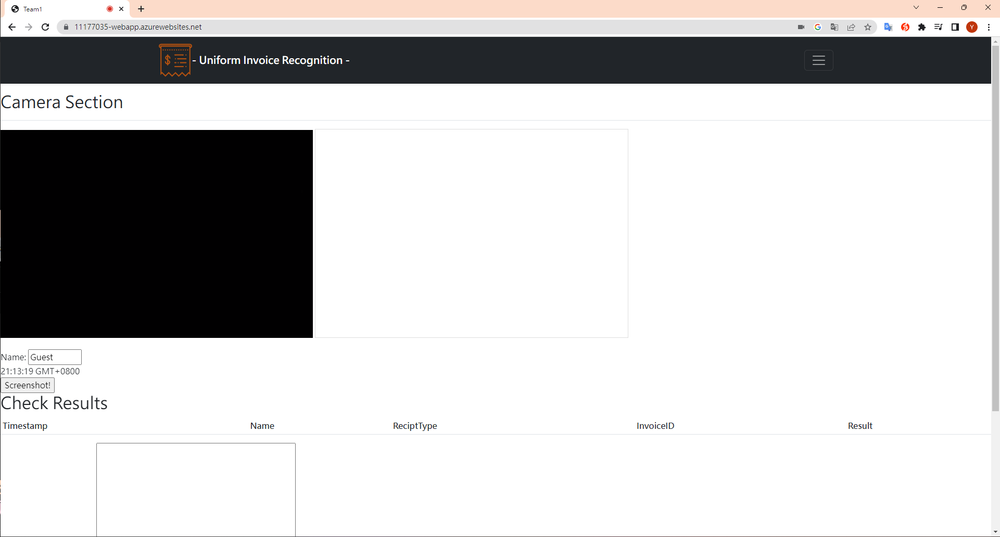 Team1
11177035-webapp.azurewebsites.net
Y
$
- Uniform Invoice Recognition -
Camera Section
Name: Guest
21:13:19 GMT+0800
Screenshot!
Check Results
Timestamp Name ReciptType InvoiceID Result